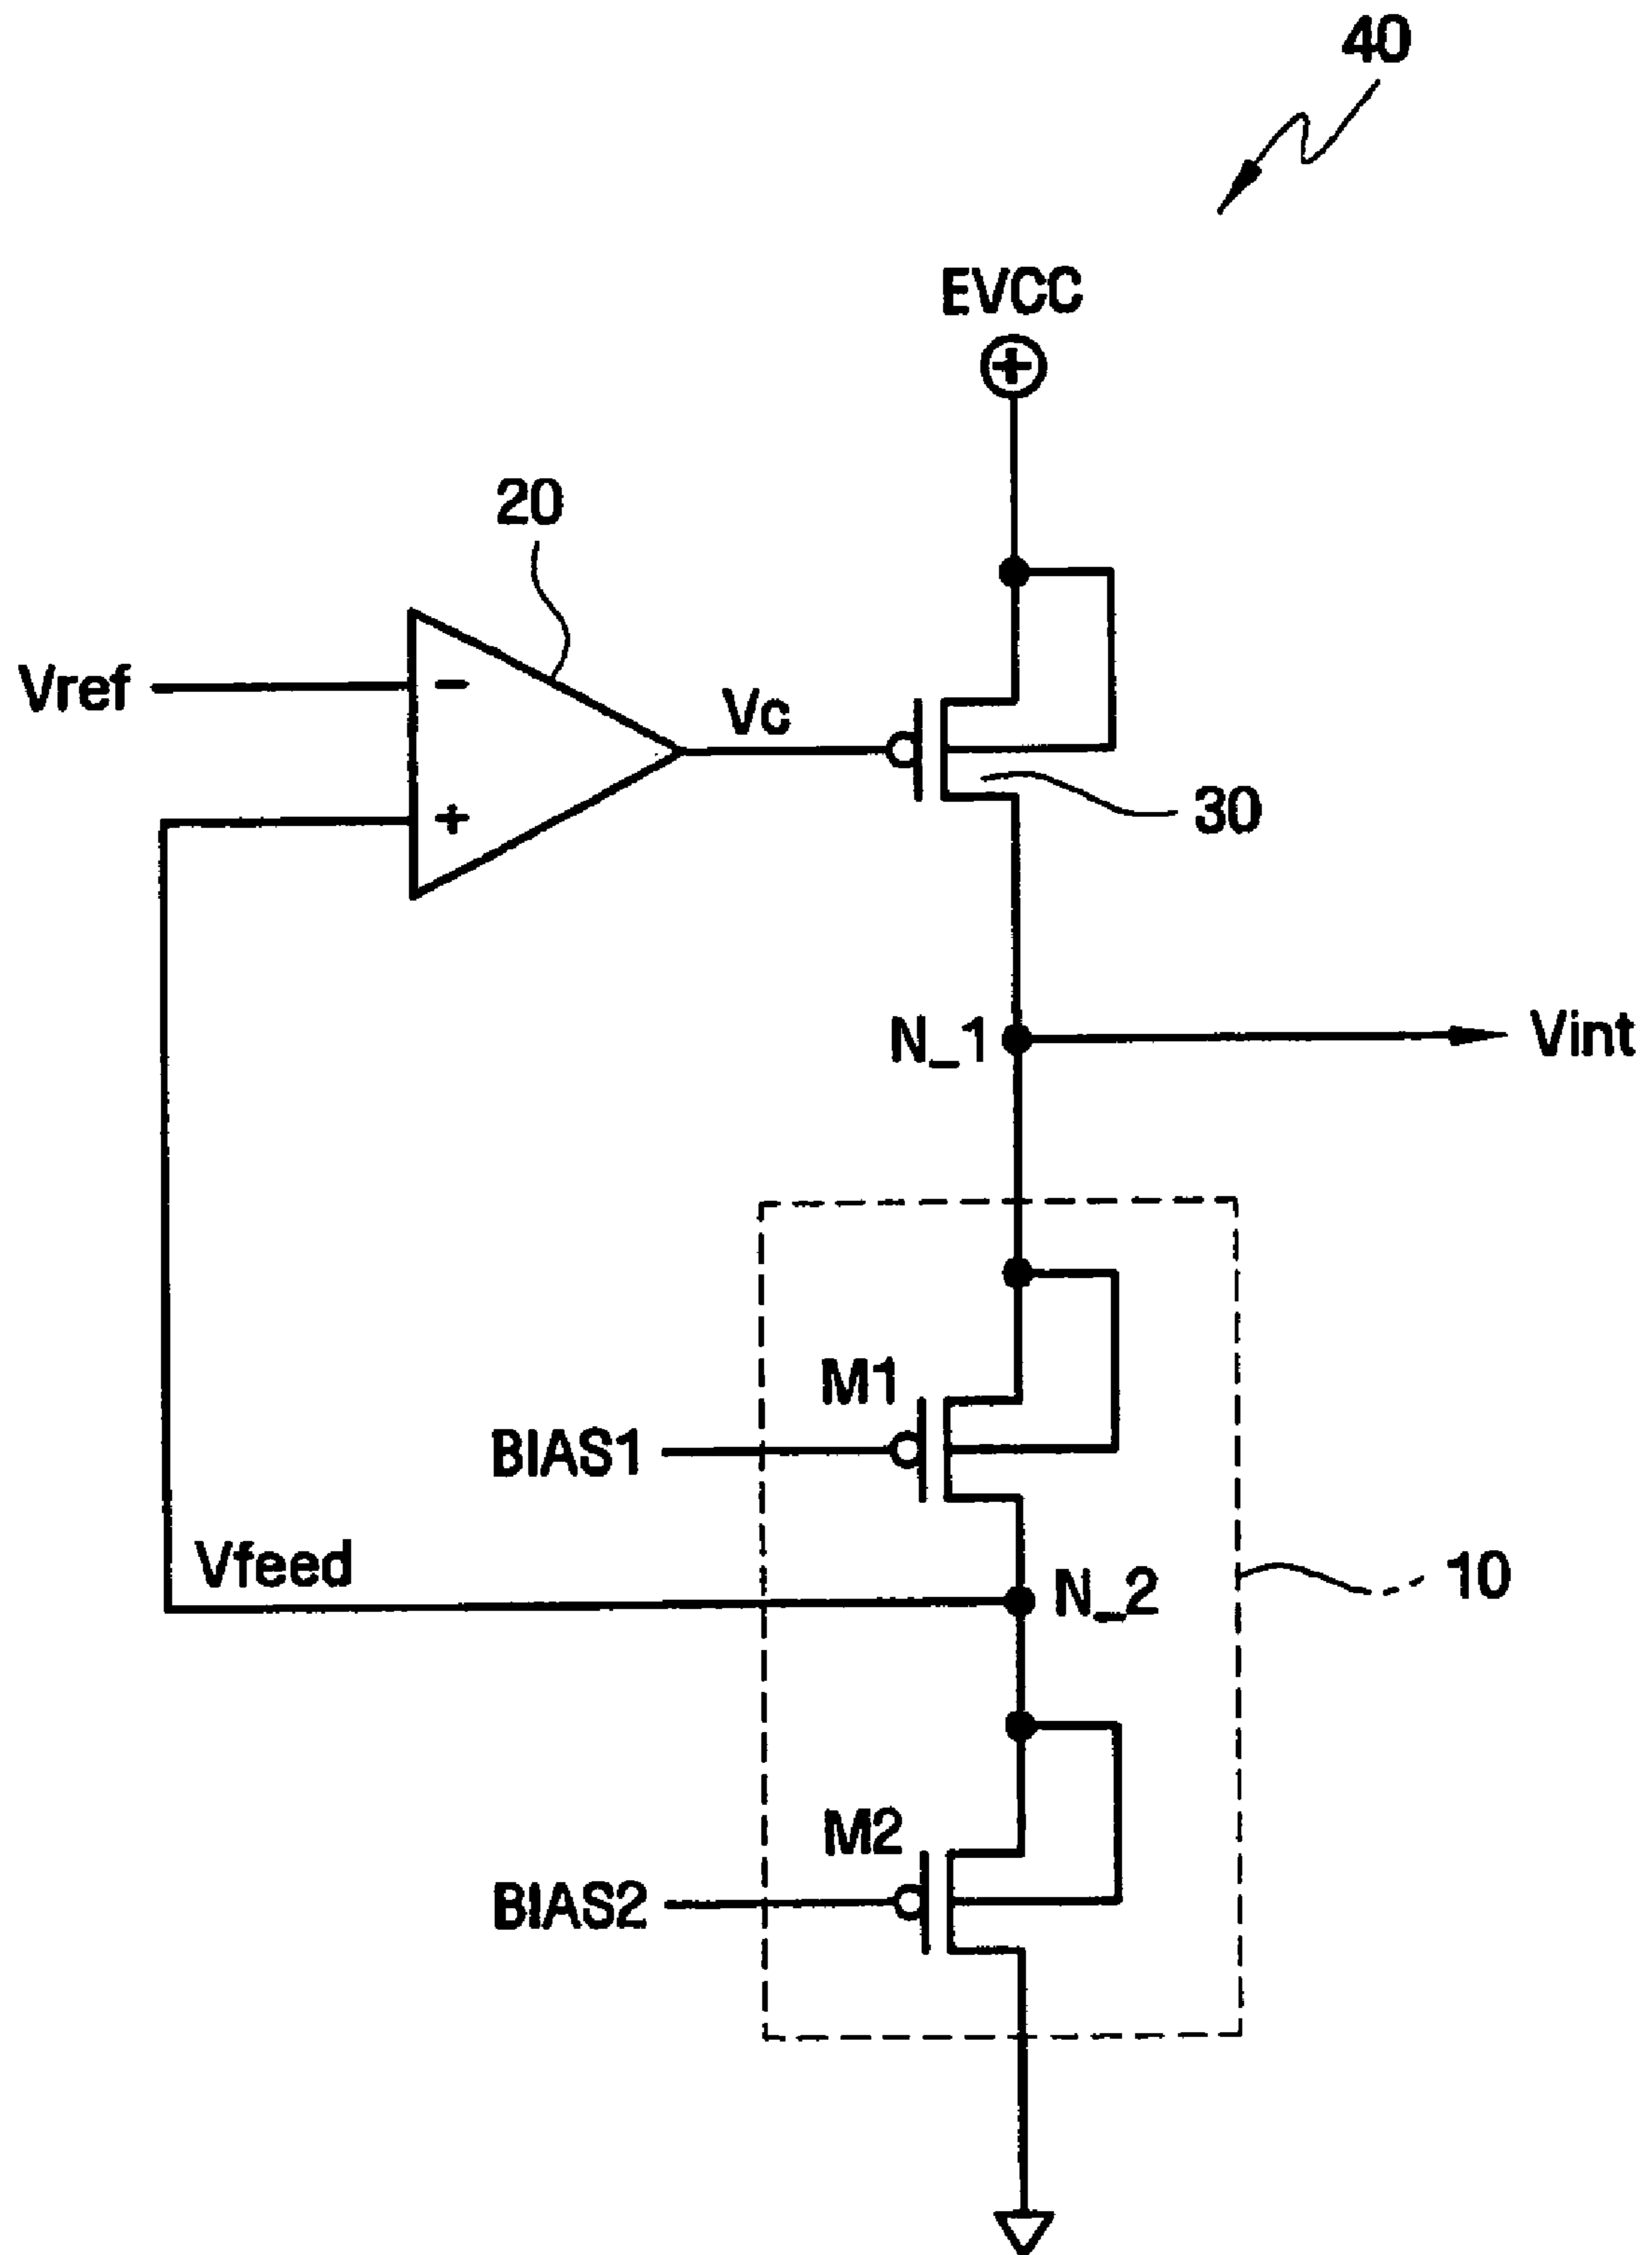 40
EVCC
+
20
Vref
−
Vc
+
30
N_1
Vint
M1
BIAS1
Vfeed
N_2
10
M2
BIAS2